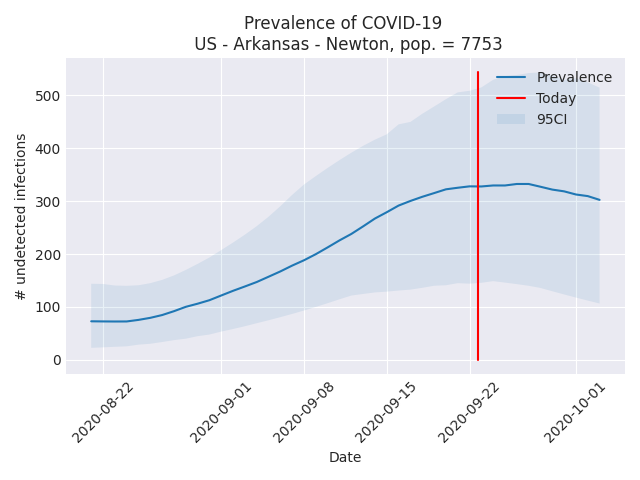 Prevalence of COVID-19
US - Arkansas - Newton, pop. = 7753
Prevalence
Today
95CI
# undetected infections
500
400
300
200
100
0
2020-08-22
2020-09-01
2020-09-08
2020-09-15
2020-09-22
2020-10-01
Date